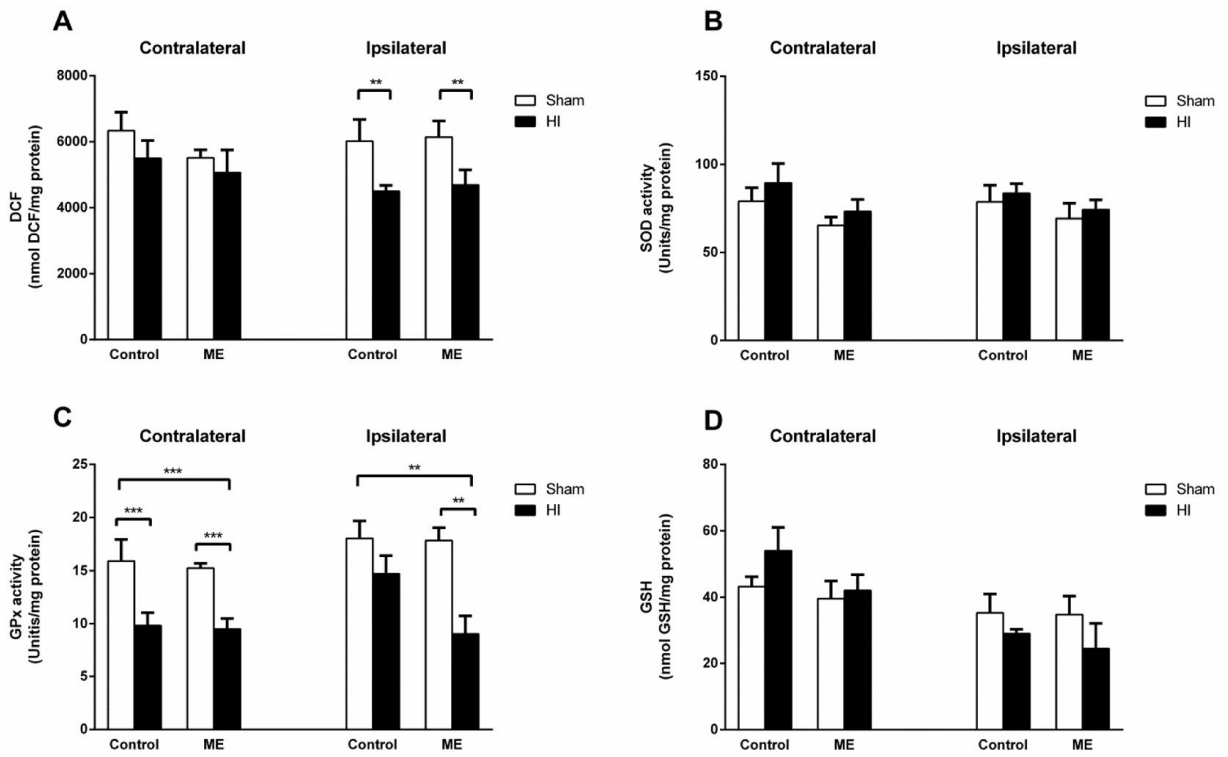 A
Contralateral Ipsilateral
DCF
(nmol DCF/mg protein)
8000
6000
4000
2000
0
** **
Sham
HI
Control ME Control ME
B
Contralateral Ipsilateral
SOD activity
(Units/mg protein)
150
100
50
0
Sham
HI
Control ME Control ME
C
Contralateral Ipsilateral
GPx activity
(Unitis/mg protein)
25
20
15
10
5
0
*** **
*** *** **
Sham
HI
Control ME Control ME
D
Contralateral Ipsilateral
GSH
(nmol GSH/mg protein)
80
60
40
20
0
Sham
HI
Control ME Control ME